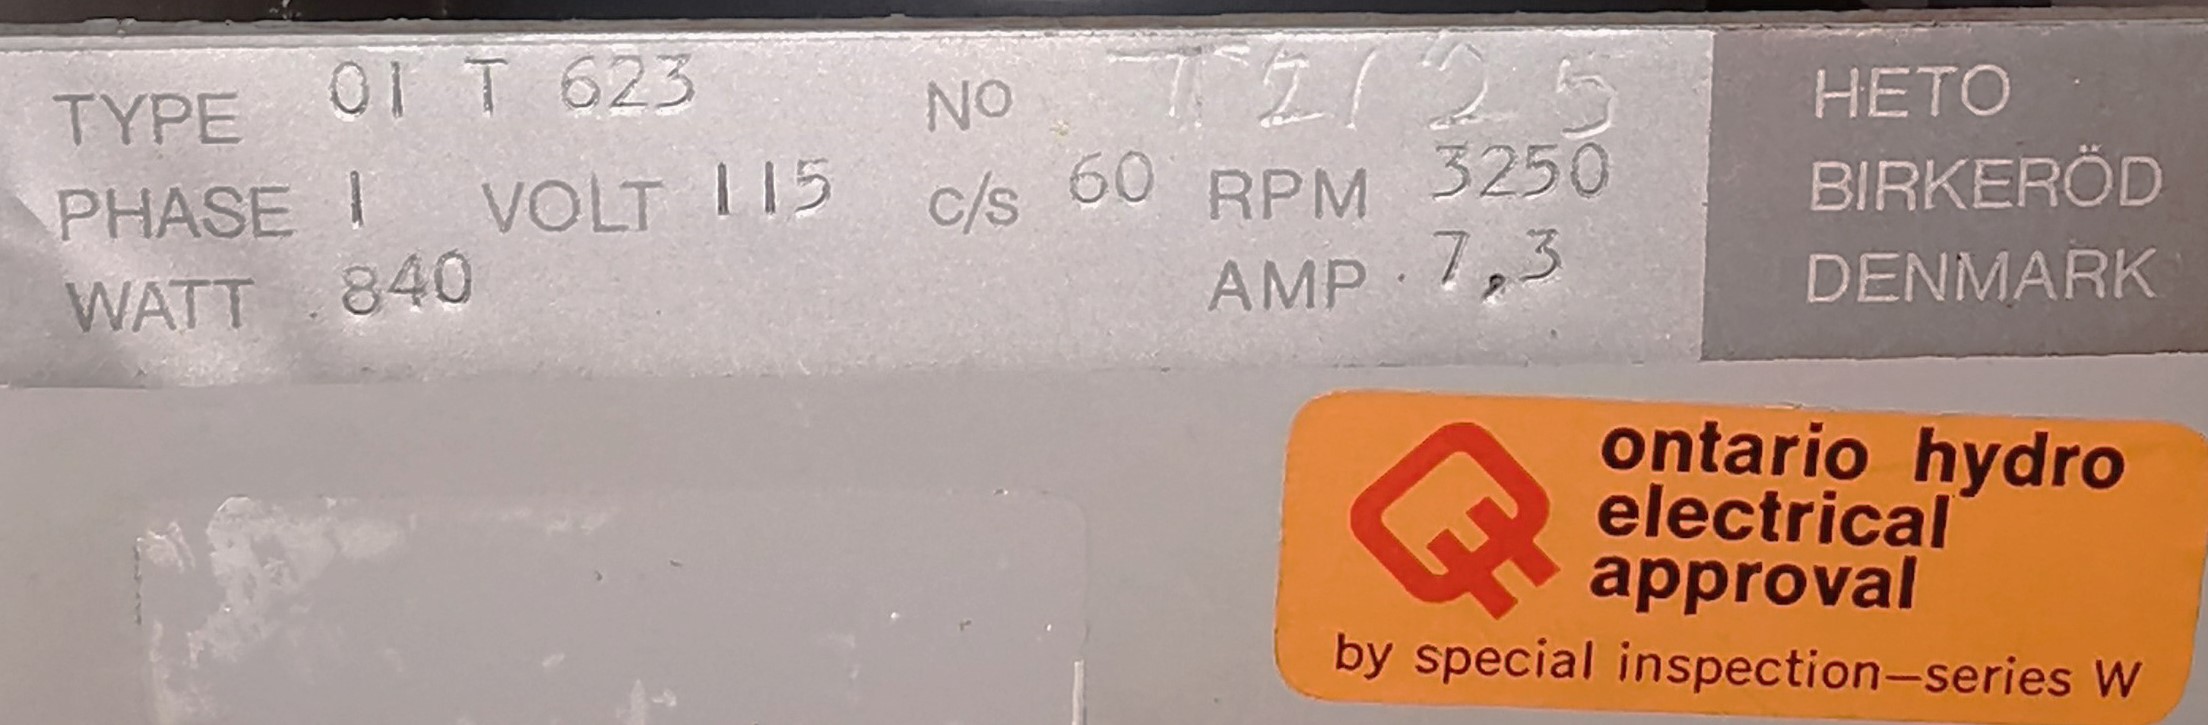 TYPE 01 T 623 NO T 2125
PHASE 1 VOLT 115 c/s 60 RPM 3250
WATT 840 AMP. 7,3
HETO
BIRKERÖD
DENMARK
ontario hydro
electrical
approval
by special inspection—series W